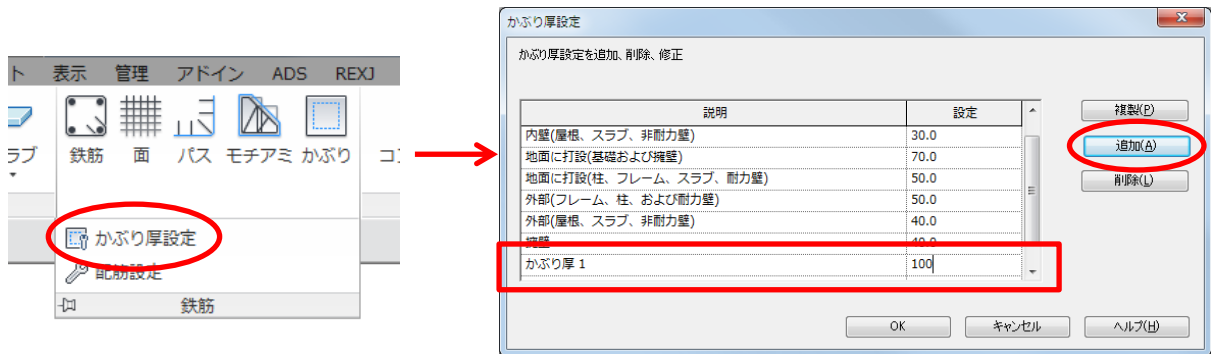 ト 表示 管理 アドイン ADS REXJ
ラブ 鉄筋 面 パス モチアミ かぶり コン
かぶり厚設定
配筋設定
鉄筋
かぶり厚設定
かぶり厚設定を追加、削除、修正
説明 設定
内壁(屋根、スラブ、非耐力壁) 30.0
地面に打設(基礎および擁壁) 70.0
地面に打設(柱、フレーム、スラブ、耐力壁) 50.0
外部(フレーム、柱、および耐力壁) 50.0
外部(屋根、スラブ、非耐力壁) 40.0
擁壁 40.0
かぶり厚 1 100
複製(P)
追加(A)
削除(L)
OK キャンセル ヘルプ(H)